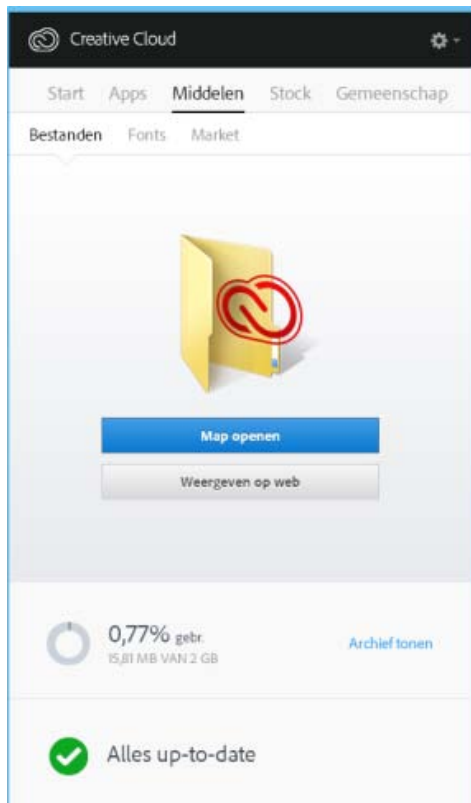 Creative Cloud
Start Apps Middelen Stock Gemeenschap
Bestanden Fonts Market
Map openen
Weergeven op web
0,77% gebr.
15,81 MB VAN 2 GB
Archief tonen
Alles up-to-date